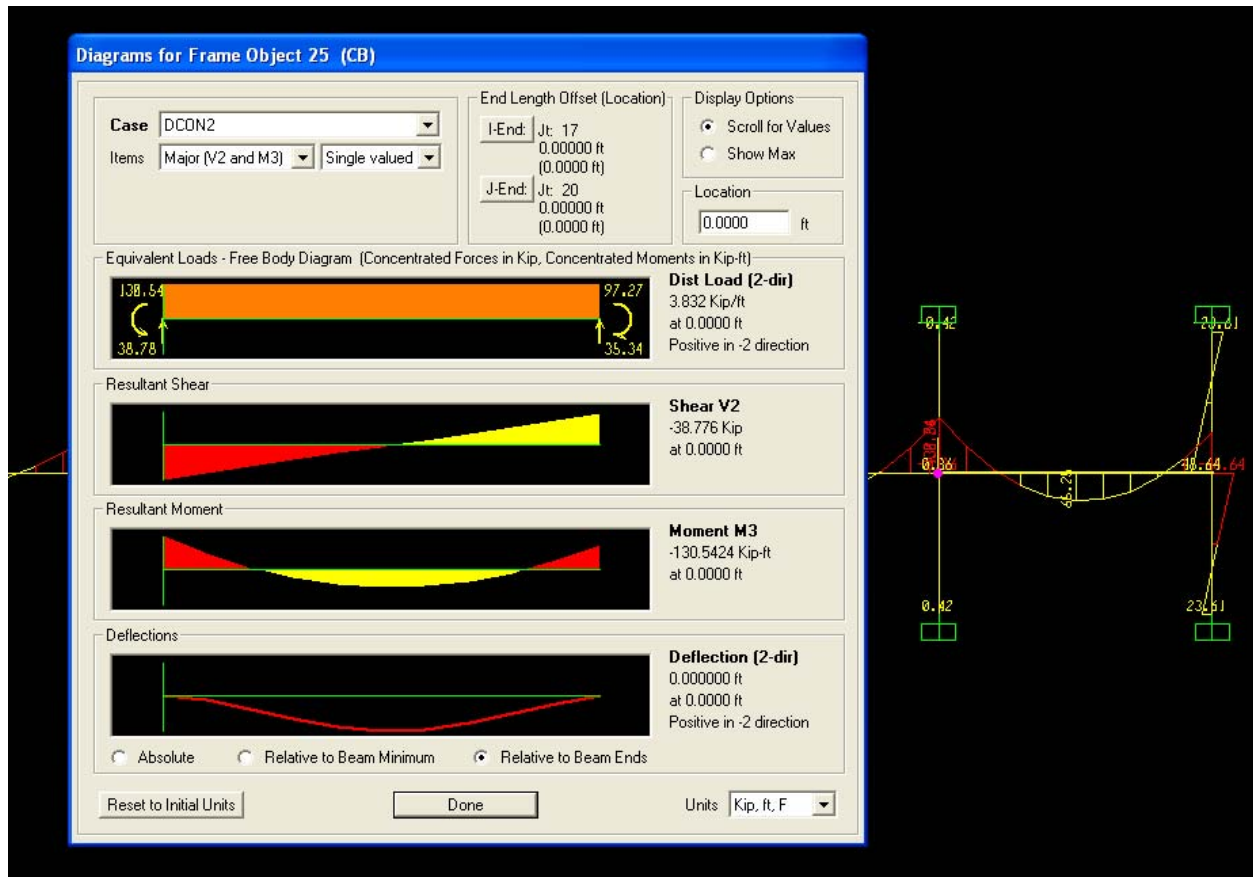 Diagrams for Frame Object 25 (CB)
Case DCON2
Items Major (V2 and M3) Single valued
End Length Offset (Location)
I-End: Jt: 17
0.00000 ft
(0.00000 ft)
J-End: Jt: 20
0.00000 ft
(0.00000 ft)
Display Options
Scroll for Values
Show Max
Location
0.0000 ft
Equivalent Loads - Free Body Diagram (Concentrated Forces in Kip, Concentrated Moments in Kip-ft)
130.54 97.27
38.78 35.34
Dist Load (2-dir)
3.832 Kip/ft
at 0.0000 ft
Positive in -2 direction
Resultant Shear
Shear V2
-38.776 Kip
at 0.0000 ft
Resultant Moment
Moment M3
-130.5424 Kip-ft
at 0.0000 ft
Deflections
Deflection (2-dir)
0.000000 ft
at 0.0000 ft
Positive in -2 direction
Absolute Relative to Beam Minimum Relative to Beam Ends
Reset to Initial Units Done Units Kip, ft, F
-0.42 -23.61
0.42 23.61